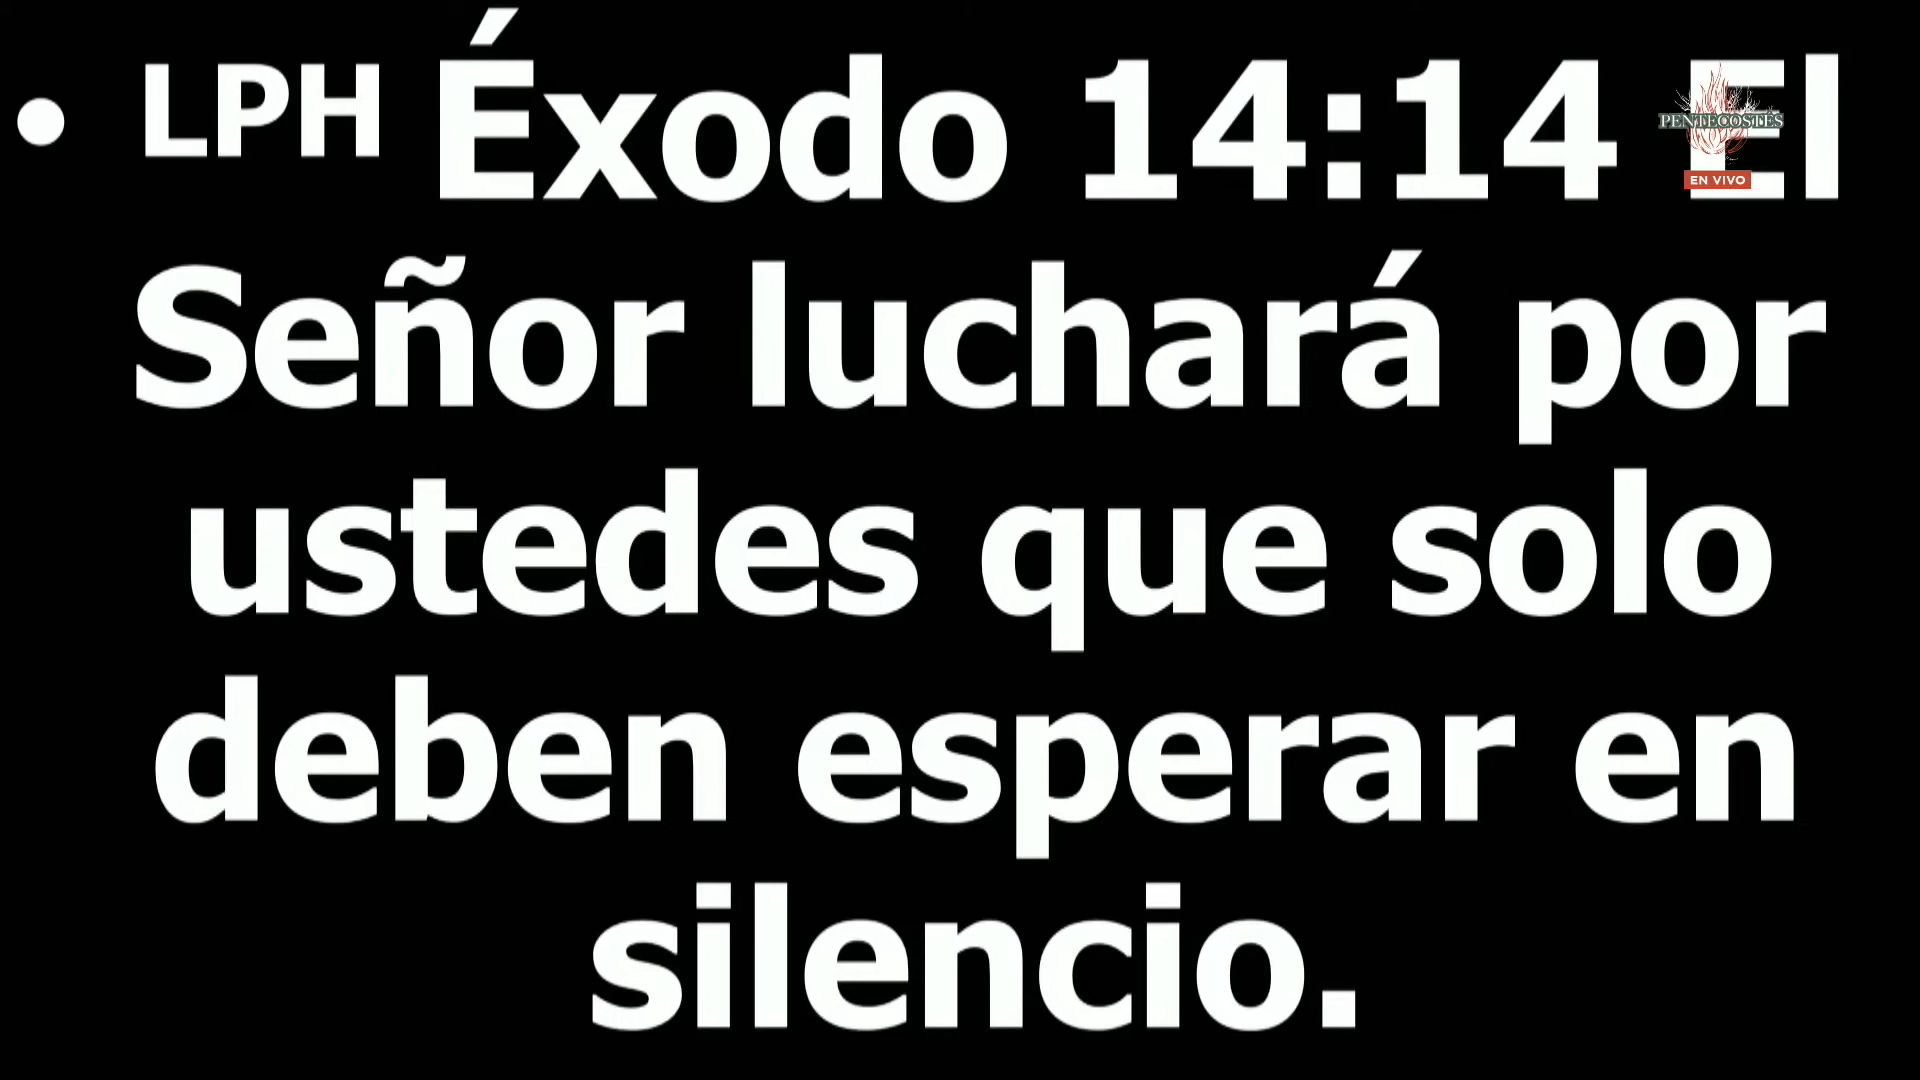 • LPH Éxodo 14:14 El
Señor luchará por
ustedes que solo
deben esperar en
silencio.
PENTECOSTÉS
EN VIVO